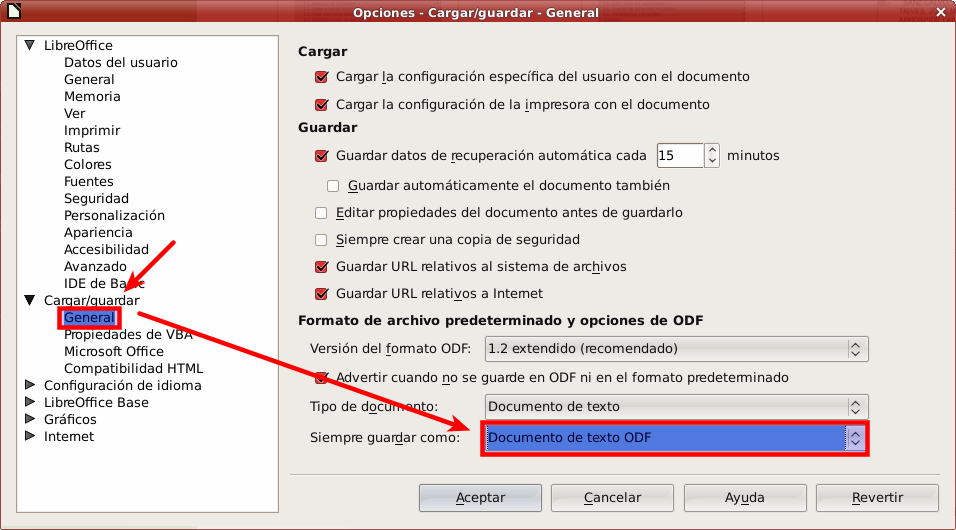 Opciones - Cargar/guardar - General
LibreOffice
Datos del usuario
General
Memoria
Ver
Imprimir
Rutas
Colores
Fuentes
Seguridad
Personalización
Apariencia
Accesibilidad
Avanzado
IDE de Basic
Cargar/guardar
General
Propiedades de VBA
Microsoft Office
Compatibilidad HTML
Configuración de idioma
LibreOffice Base
Gráficos
Internet
Cargar
Cargar la configuración específica del usuario con el documento
Cargar la configuración de la impresora con el documento
Guardar
Guardar datos de recuperación automática cada 15 minutos
Guardar automáticamente el documento también
Editar propiedades del documento antes de guardarlo
Siempre crear una copia de seguridad
Guardar URL relativos al sistema de archivos
Guardar URL relativos a Internet
Formato de archivo predeterminado y opciones de ODF
Versión del formato ODF: 1.2 extendido (recomendado)
Advertir cuando no se guarde en ODF ni en el formato predeterminado
Tipo de documento: Documento de texto
Siempre guardar como: Documento de texto ODF
Aceptar Cancelar Ayuda Revertir